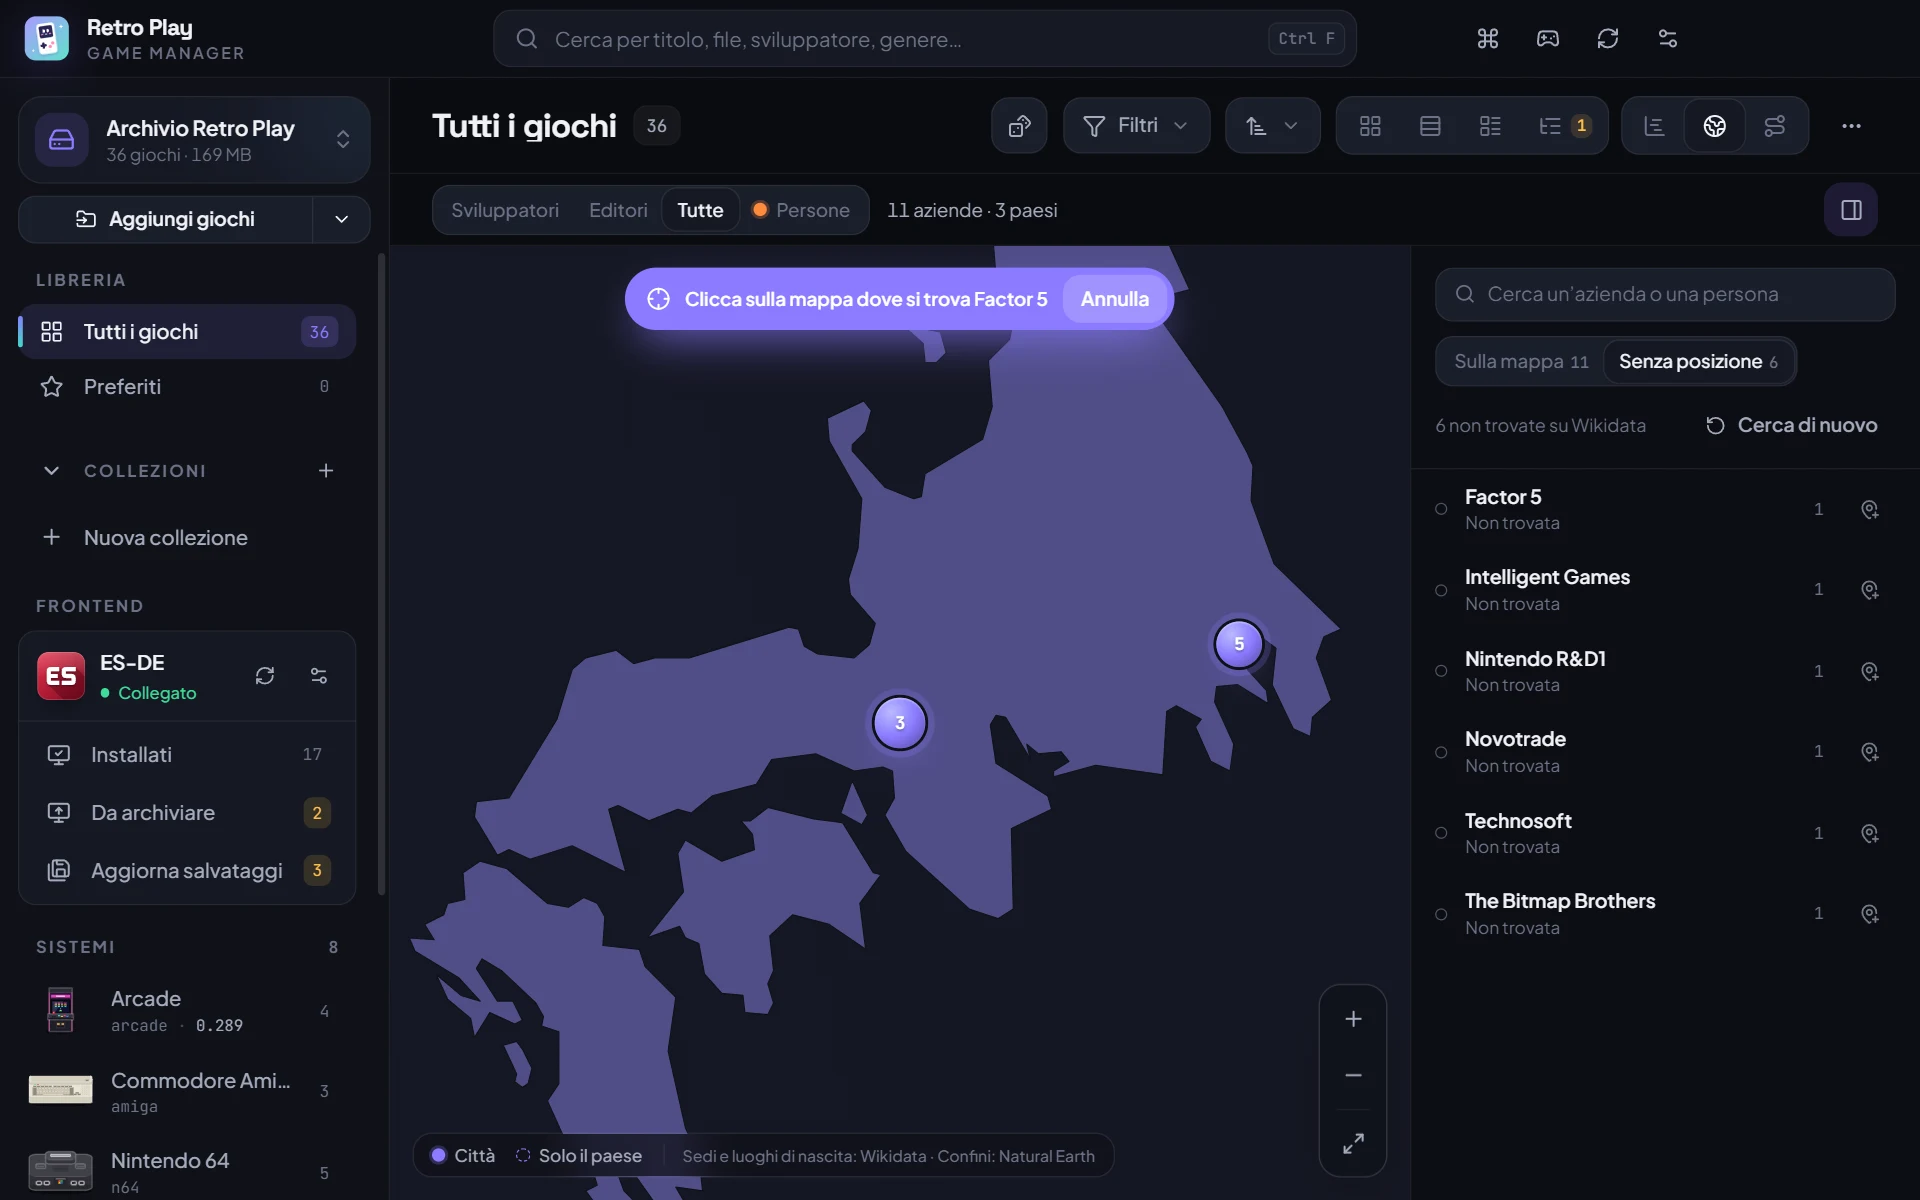 Retro Play
GAME MANAGER
Cerca per titolo, file, sviluppatore, genere…
Ctrl F
Archivio Retro Play
36 giochi · 169 MB
Aggiungi giochi
LIBRERIA
Tutti i giochi
36
Preferiti
0
COLLEZIONI
Nuova collezione
FRONTEND
ES
ES-DE
Collegato
Installati
17
Da archiviare
2
Aggiorna salvataggi
3
SISTEMI
8
Arcade
arcade · 0.289
4
Commodore Ami…
amiga
3
Nintendo 64
n64
5
Tutti i giochi
36
Filtri
1
Sviluppatori
Editori
Tutte
Persone
11 aziende · 3 paesi
Clicca sulla mappa dove si trova Factor 5
Annulla
5
3
Città
Solo il paese
Sedi e luoghi di nascita: Wikidata · Confini: Natural Earth
Cerca un'azienda o una persona
Sulla mappa 11
Senza posizione 6
6 non trovate su Wikidata
Cerca di nuovo
Factor 5
Non trovata
1
Intelligent Games
Non trovata
1
Nintendo R&D1
Non trovata
1
Novotrade
Non trovata
1
Technosoft
Non trovata
1
The Bitmap Brothers
Non trovata
1